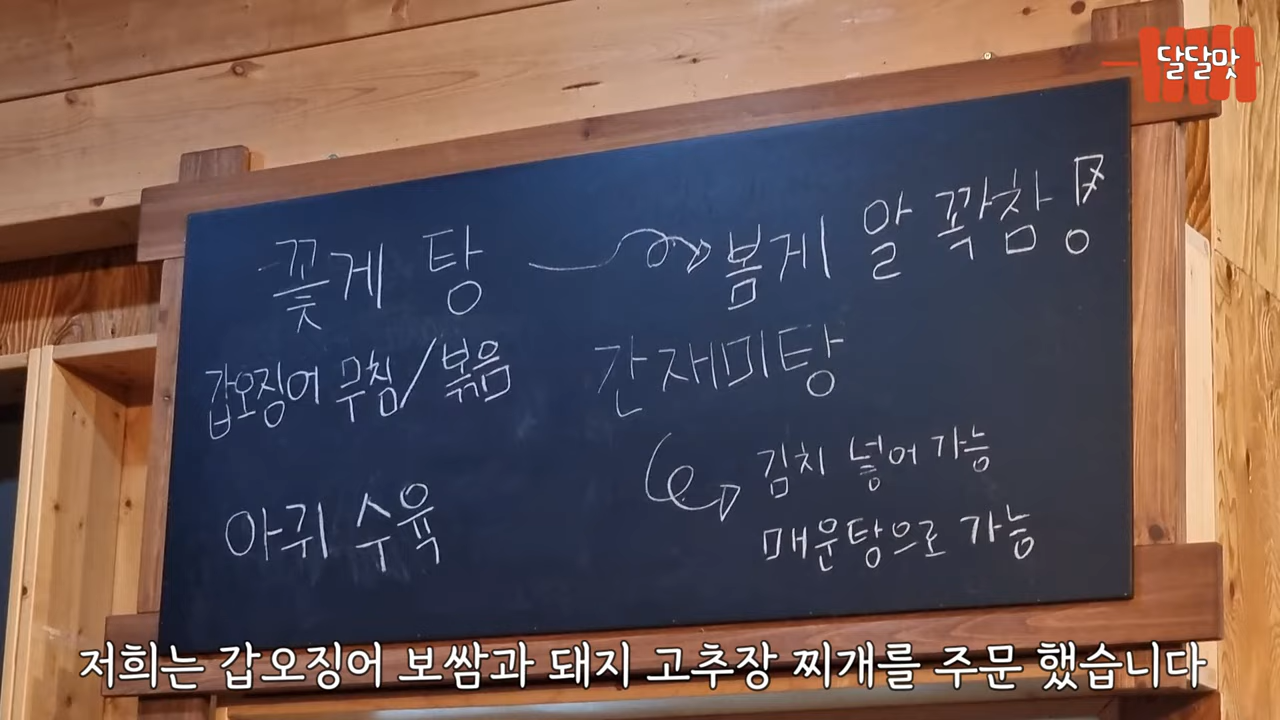 달달맛
꽃게 탕 봄게 알 꽉참!
갑오징어 무침/볶음 간재미탕
김치 넣어 가능
아귀 수육 매운탕으로 가능
저희는 갑오징어 보쌈과 돼지 고추장 찌개를 주문 했습니다